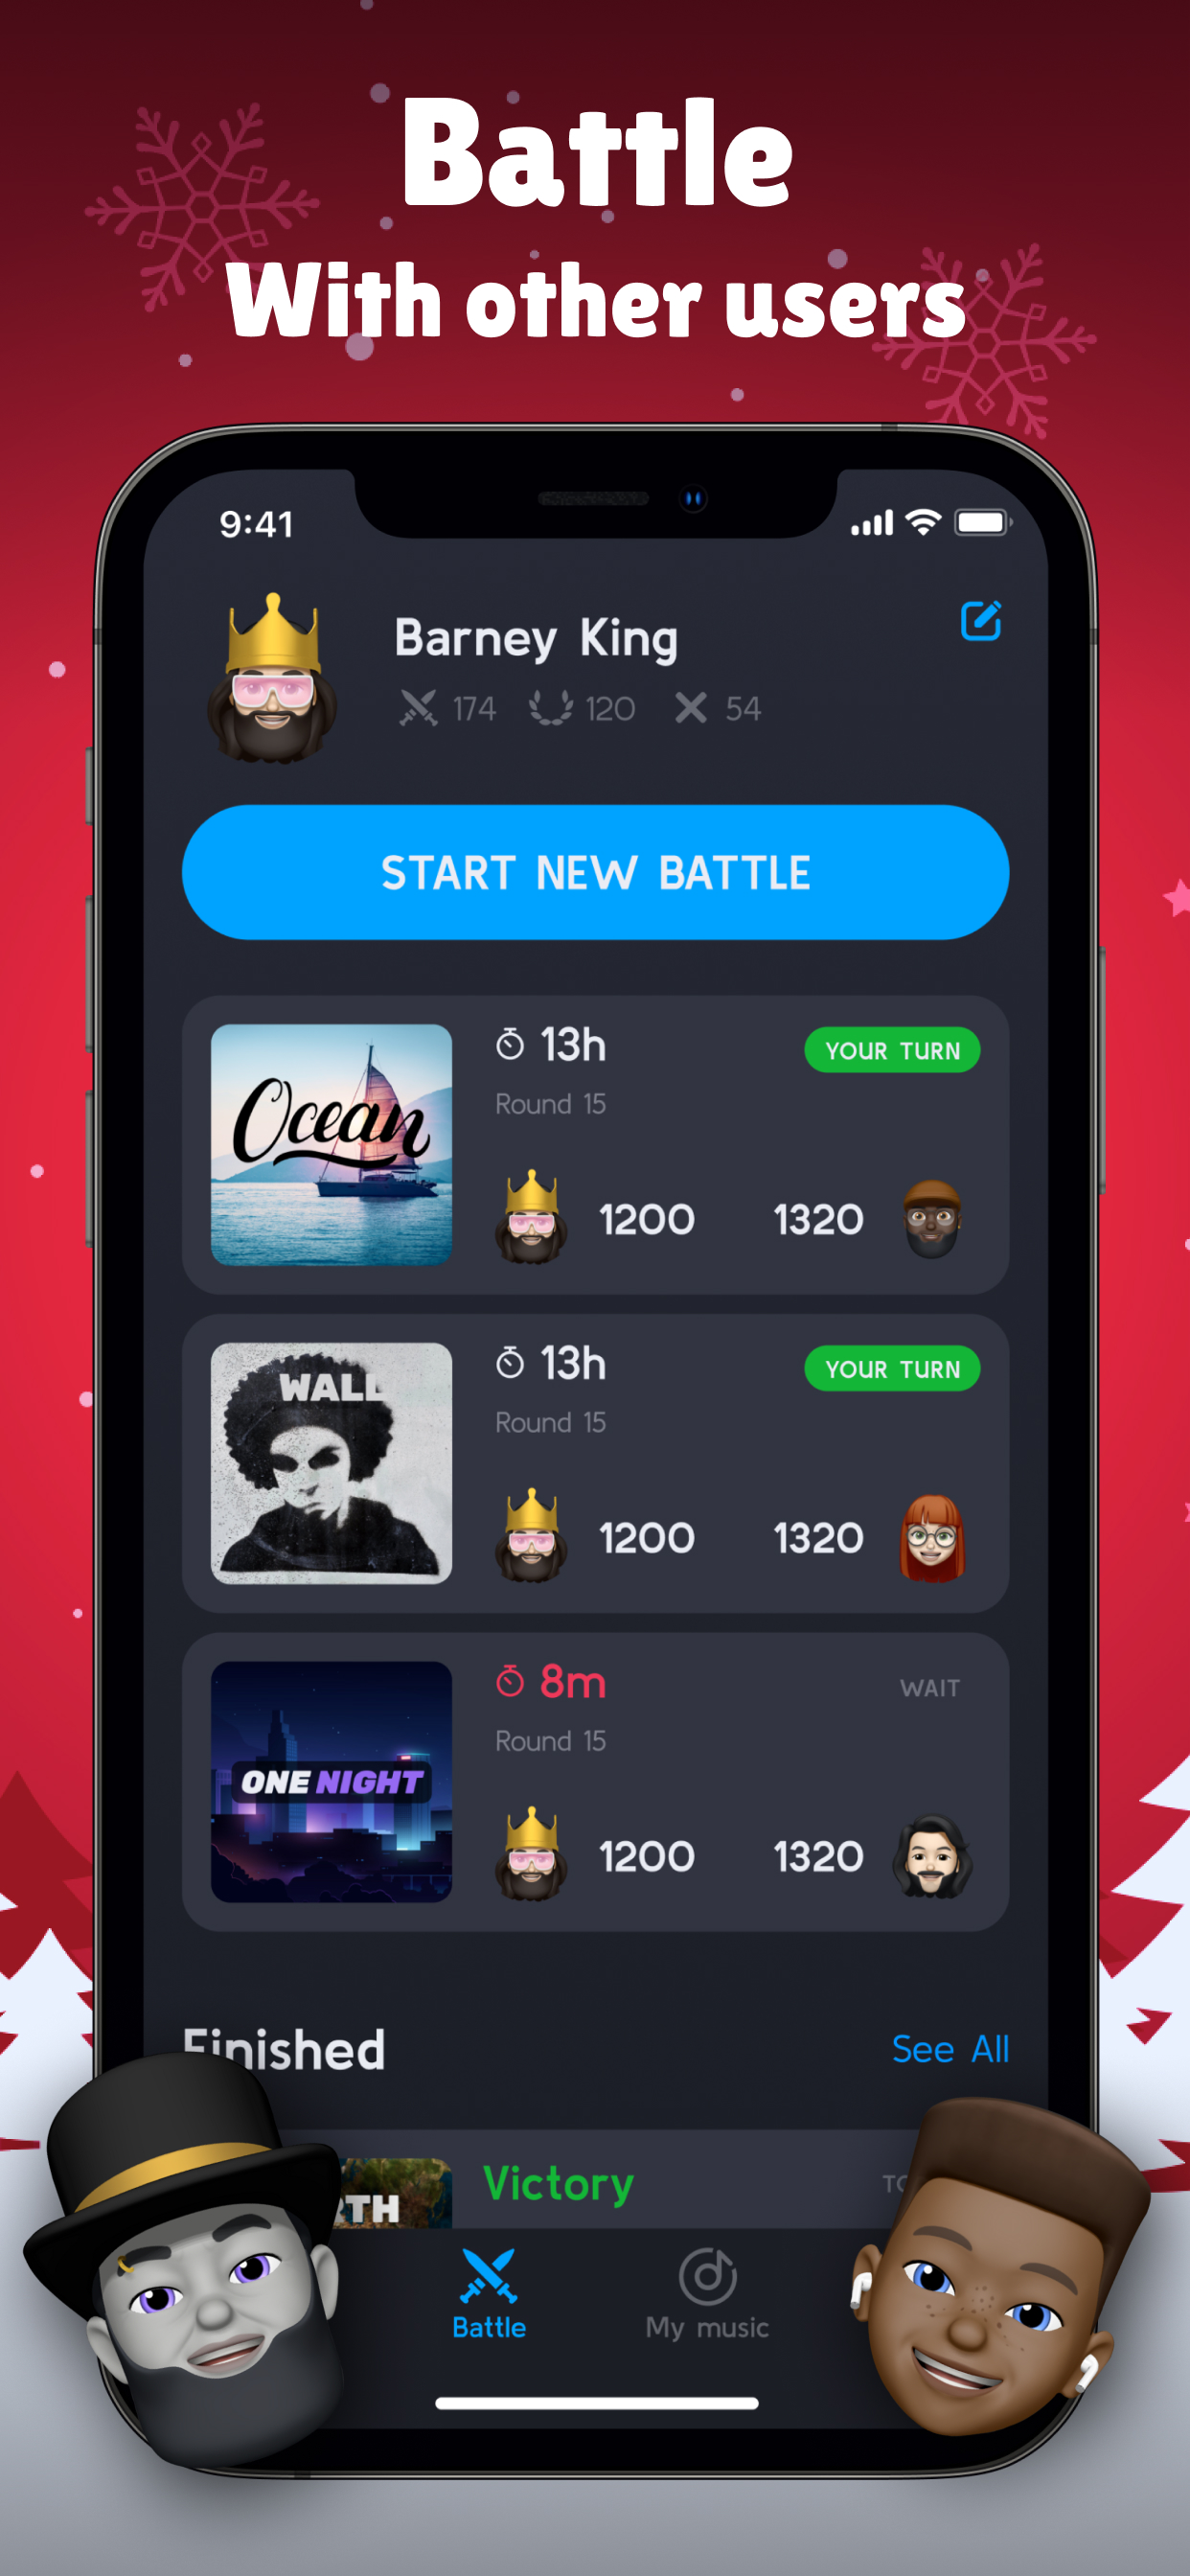 Battle
With other users
9:41
Barney King
174 120 54
START NEW BATTLE
Ocean
13h
YOUR TURN
Round 15
1200 1320
WALL
13h
YOUR TURN
Round 15
1200 1320
ONE NIGHT
8m
WAIT
Round 15
1200 1320
Finished
See All
Victory
Battle
My music